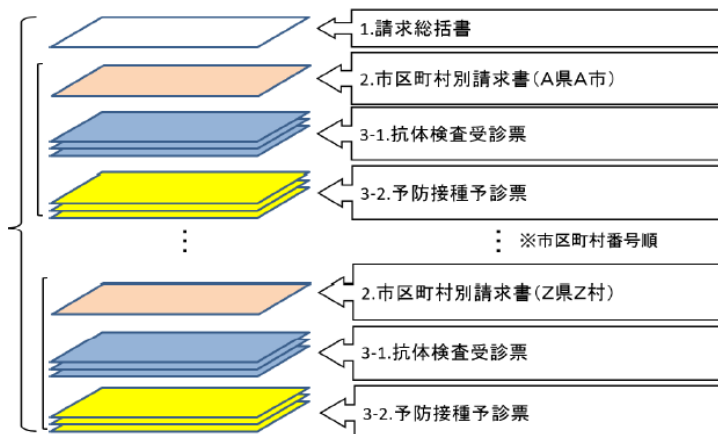 1.請求総括書
2.市区町村別請求書(A県A市)
3-1.抗体検査受診票
3-2.予防接種予診票
⋮ ⋮ ※市区町村番号順
2.市区町村別請求書(Z県Z村)
3-1.抗体検査受診票
3-2.予防接種予診票